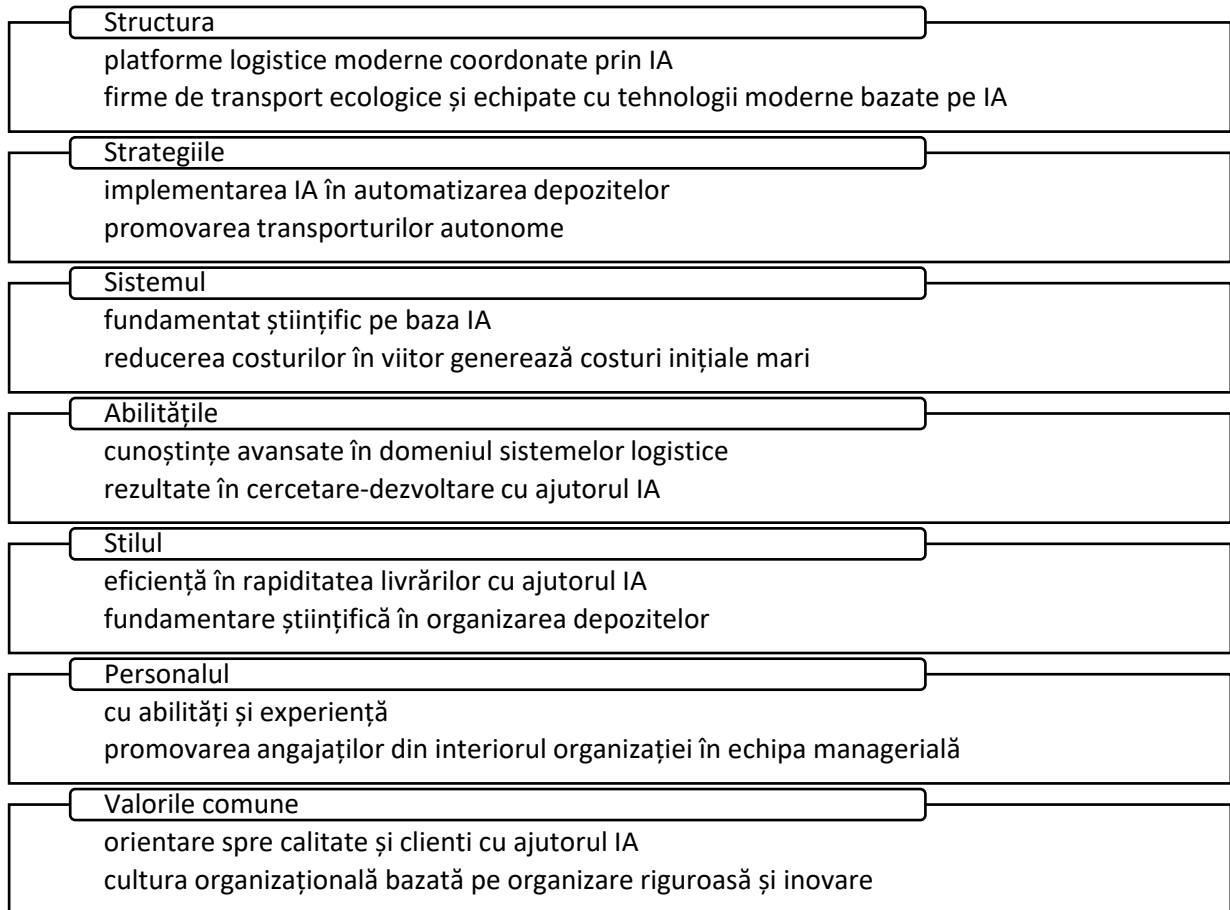 Structura
platforme logistice moderne coordonate prin IA
firme de transport ecologice și echipate cu tehnologii moderne bazate pe IA
Strategiile
implementarea IA în automatizarea depozitelor
promovarea transporturilor autonome
Sistemul
fundamentat științific pe baza IA
reducerea costurilor în viitor generează costuri inițiale mari
Abilitățile
cunoștințe avansate în domeniul sistemelor logistice
rezultate în cercetare-dezvoltare cu ajutorul IA
Stilul
eficiență în rapiditatea livrărilor cu ajutorul IA
fundamentare științifică în organizarea depozitelor
Personalul
cu abilități și experiență
promovarea angajaților din interiorul organizației în echipa managerială
Valorile comune
orientare spre calitate și clienti cu ajutorul IA
cultura organizațională bazată pe organizare riguroasă și inovare